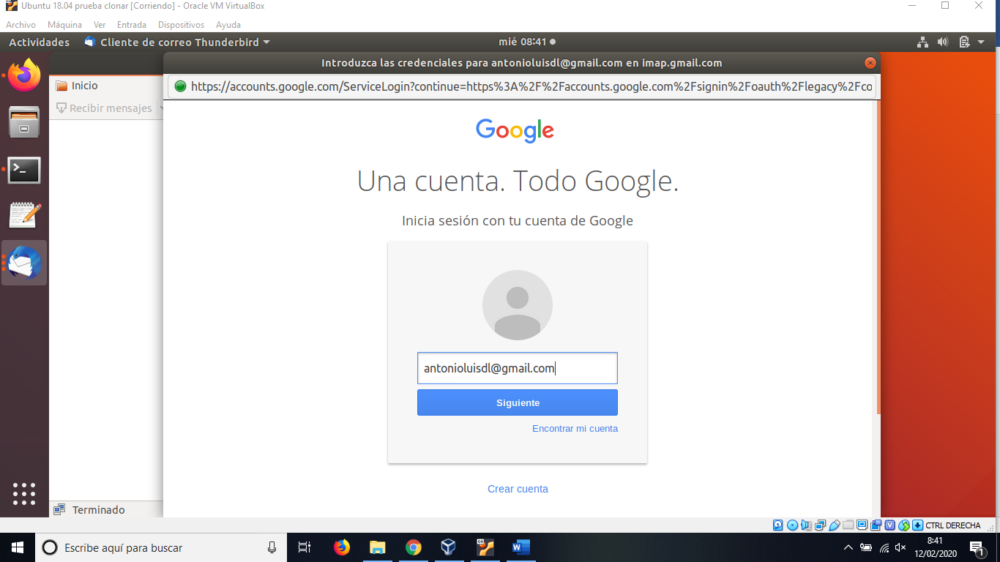 Ubuntu 18.04 prueba clonar [Corriendo] - Oracle VM VirtualBox
Archivo Máquina Ver Entrada Dispositivos Ayuda
Actividades Cliente de correo Thunderbird mié 08:41
Introduzca las credenciales para antonioluisdl@gmail.com en imap.gmail.com
Inicio
https://accounts.google.com/ServiceLogin?continue=https%3A%2F%2Faccounts.google.com%2Fsignin%2Foauth%2Flegacy%2Fco
Recibir mensajes
Google
Una cuenta. Todo Google.
Inicia sesión con tu cuenta de Google
antonioluisdl@gmail.com
Siguiente
Encontrar mi cuenta
Crear cuenta
Terminado
CTRL DERECHA
Escribe aquí para buscar
64
8:41
12/02/2020
1